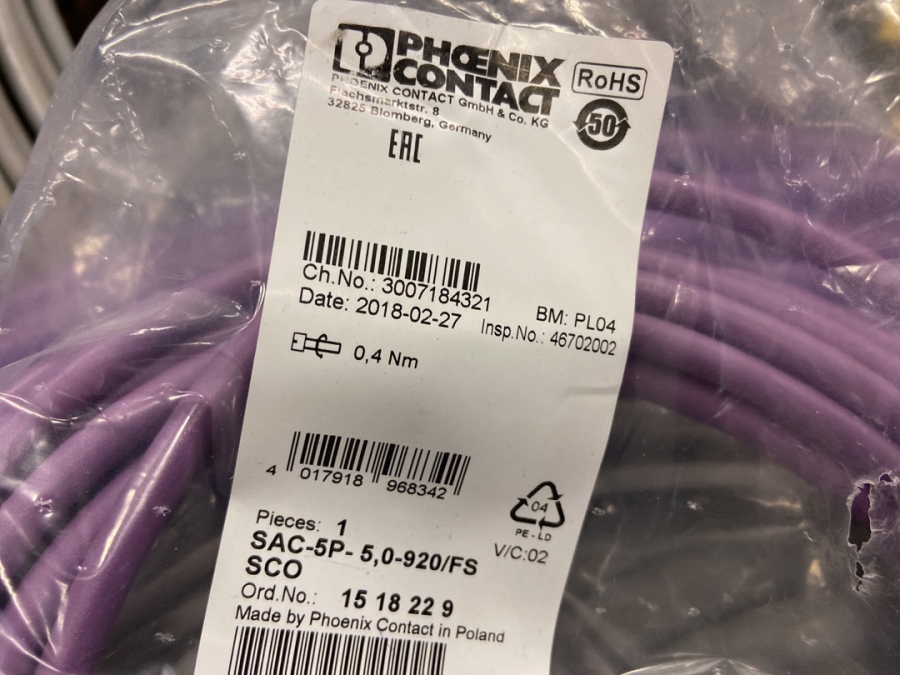 PHŒNIX
CONTACT
RoHS
PHOENIX CONTACT GmbH & Co. KG
Flachsmarktstr. 8
32825 Blomberg, Germany
50
EAC
Ch.No.: 3007184321
Date: 2018-02-27
BM: PL04
Insp.No.: 46702002
0,4 Nm
4 017918 968342
04
PE-LD
Pieces: 1
V/C:02
SAC-5P- 5,0-920/FS
SCO
Ord.No.: 15 18 22 9
Made by Phoenix Contact in Poland